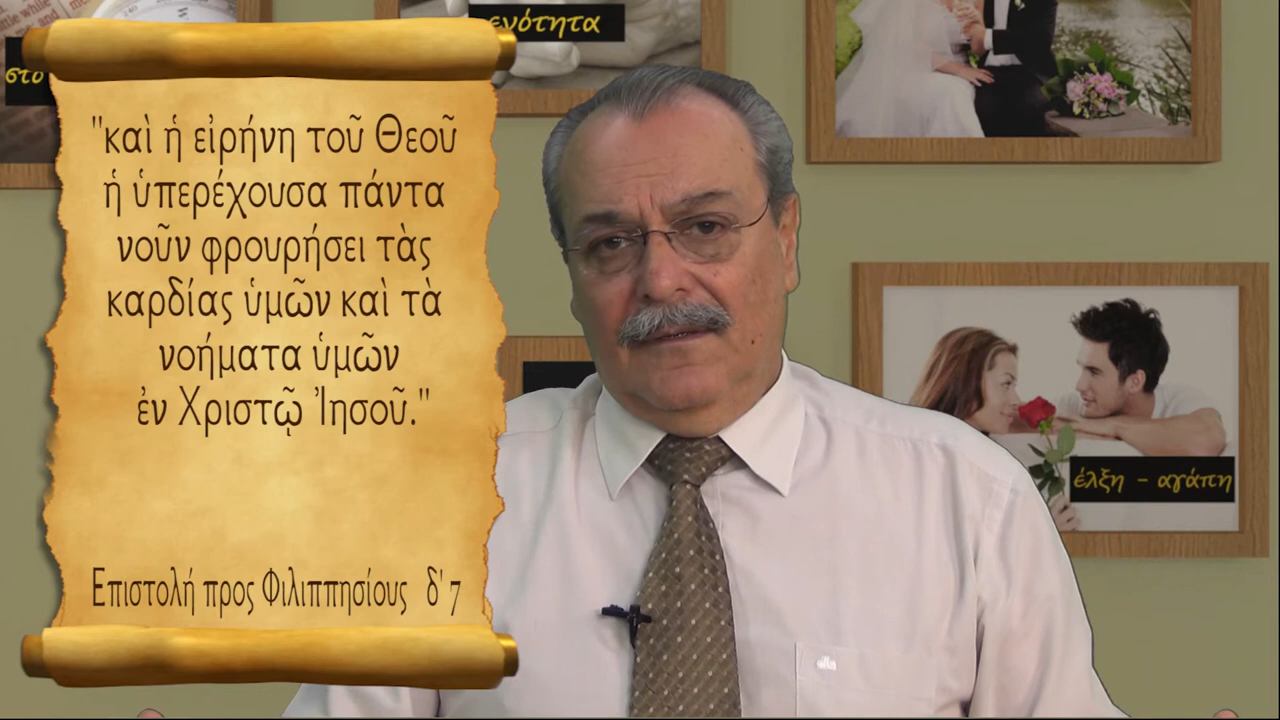 στο
ενότητα
"καὶ ἡ εἰρήνη τοῦ Θεοῦ
ἡ ὑπερέχουσα πάντα
νοῦν φρουρήσει τὰς
καρδίας ὑμῶν καὶ τὰ
νοήματα ὑμῶν
ἐν Χριστῷ Ἰησοῦ."
Επιστολή προς Φιλιππησίους δ' 7
έλξη - αγάπη